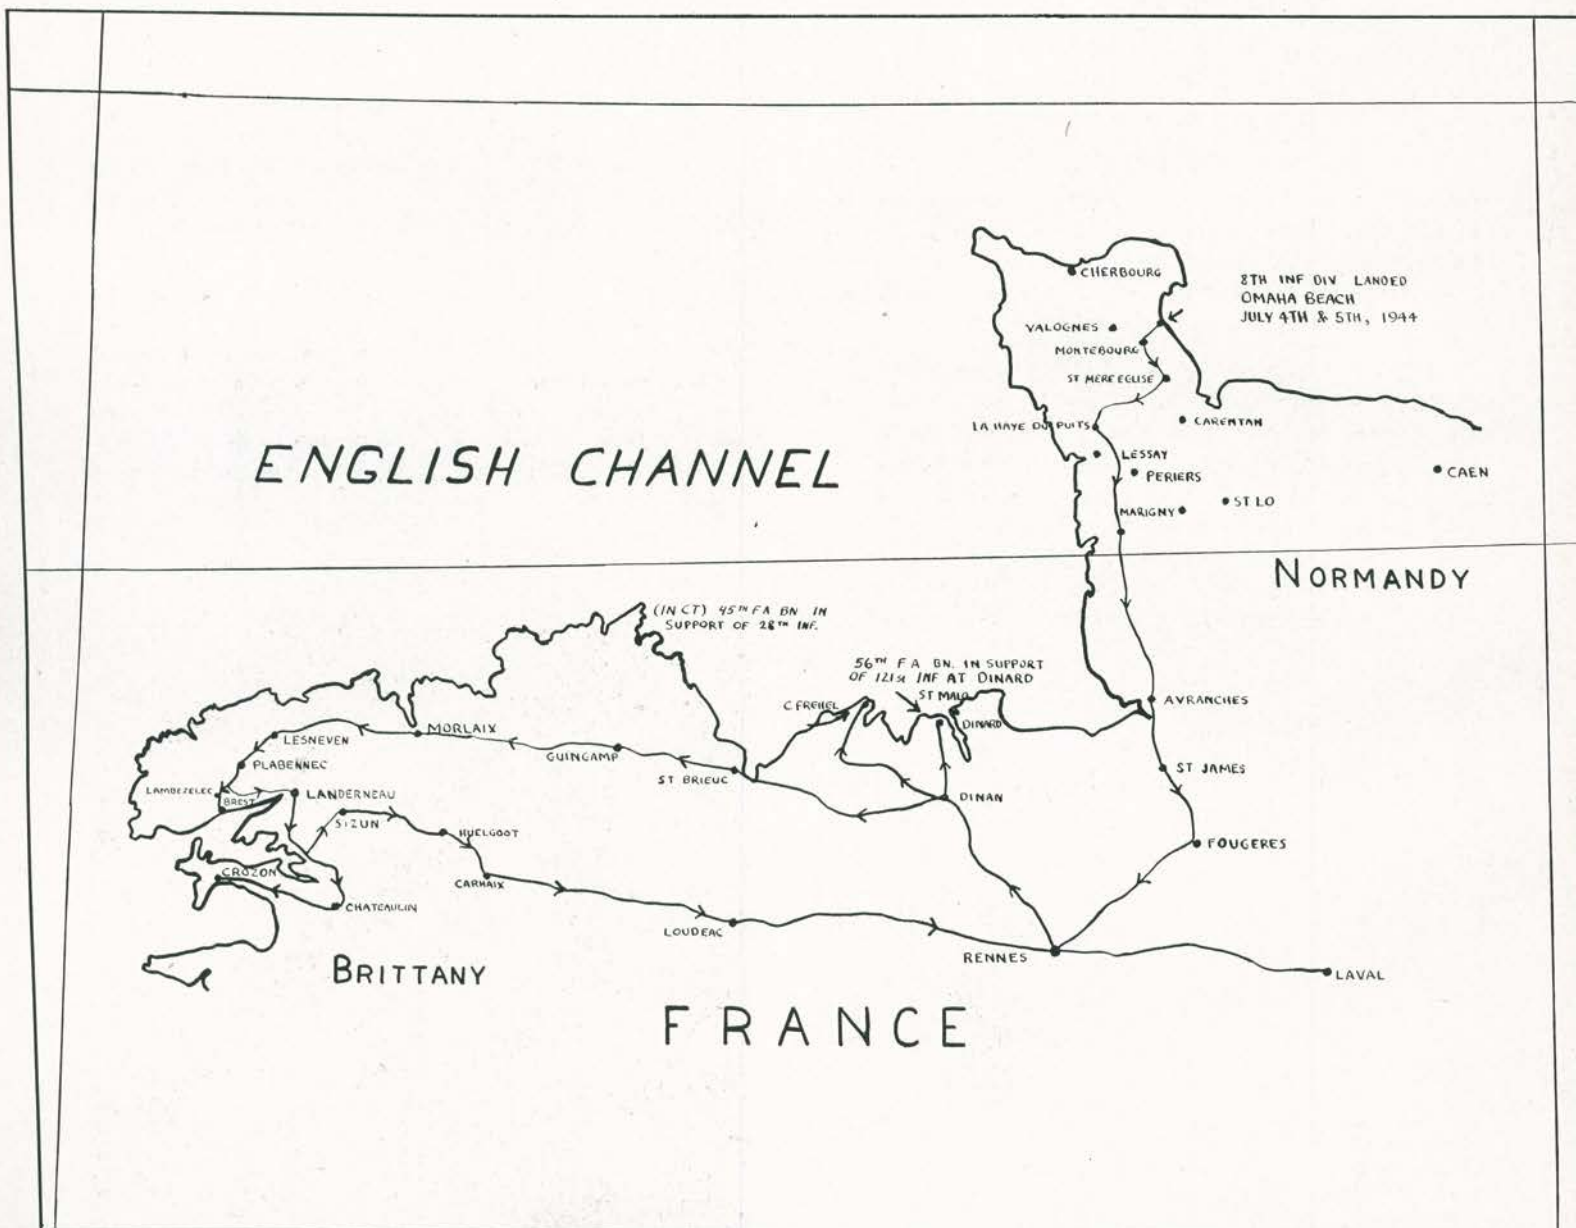 CHERBOURG
8TH INF DIV LANDED
OMAHA BEACH
JULY 4TH & 5TH, 1944
VALOGNES
MONTEBOURG
ST MERE EGLISE
LA HAYE DU PUITS
CARENTAN
LESSAY
PERIERS
CAEN
ST LO
MARIGNY
ENGLISH CHANNEL
NORMANDY
(IN CT) 45TH FA BN IN
SUPPORT OF 28TH INF.
56TH F A BN. IN SUPPORT
OF 121ST INF AT DINARD
ST MALO
C FREHEL
DINARD
AVRANCHES
MORLAIX
LESNEVEN
GUINGAMP
PLABENNEC
ST BRIEUC
ST JAMES
LAMBEZELEC
BREST
LANDERNEAU
DINAN
SIZUN
HUELGOAT
FOUGERES
CROZON
CARHAIX
CHATEAULIN
LOUDEAC
RENNES
LAVAL
BRITTANY
FRANCE